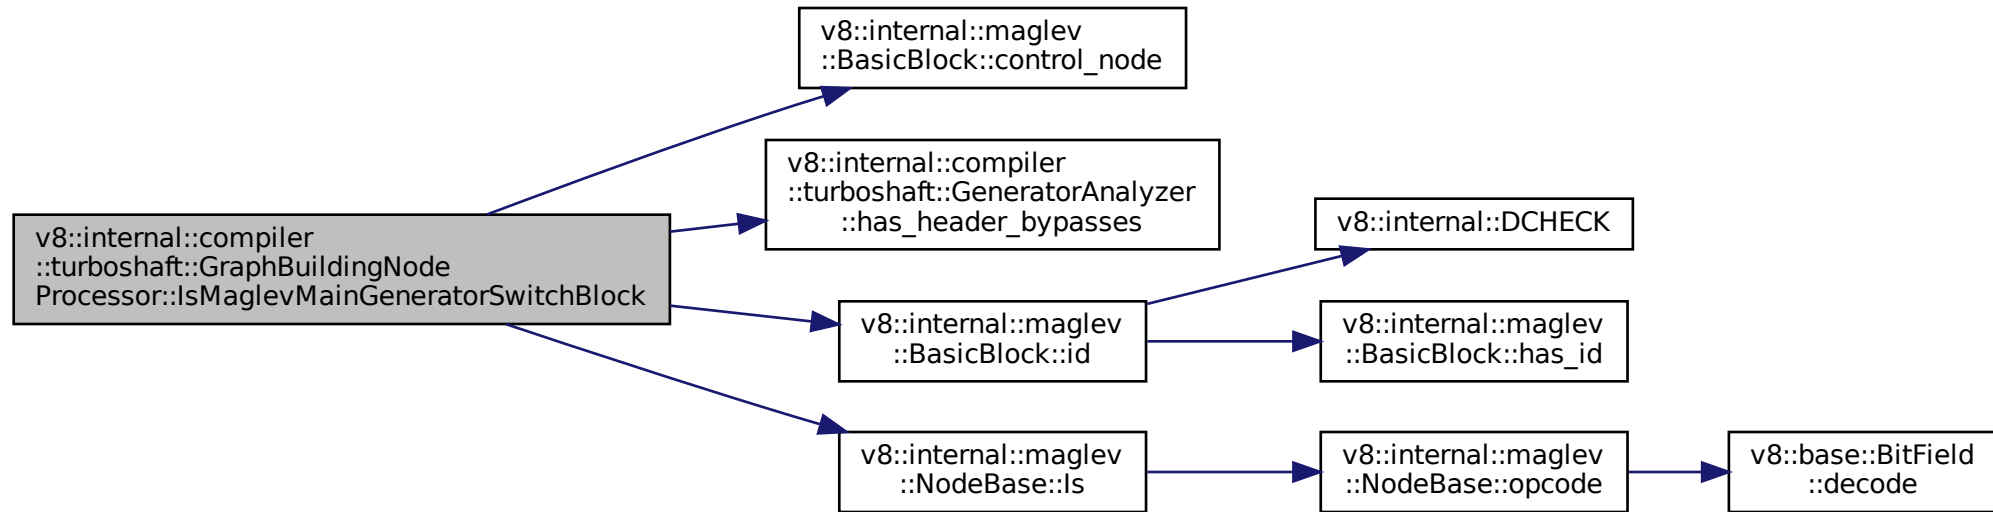 v8::internal::maglev
::BasicBlock::control_node
v8::internal::compiler
::turboshaft::GeneratorAnalyzer
::has_header_bypasses
v8::internal::DCHECK
v8::internal::compiler
::turboshaft::GraphBuildingNode
Processor::IsMaglevMainGeneratorSwitchBlock
v8::internal::maglev
::BasicBlock::id
v8::internal::maglev
::BasicBlock::has_id
v8::internal::maglev
::NodeBase::Is
v8::internal::maglev
::NodeBase::opcode
v8::base::BitField
::decode